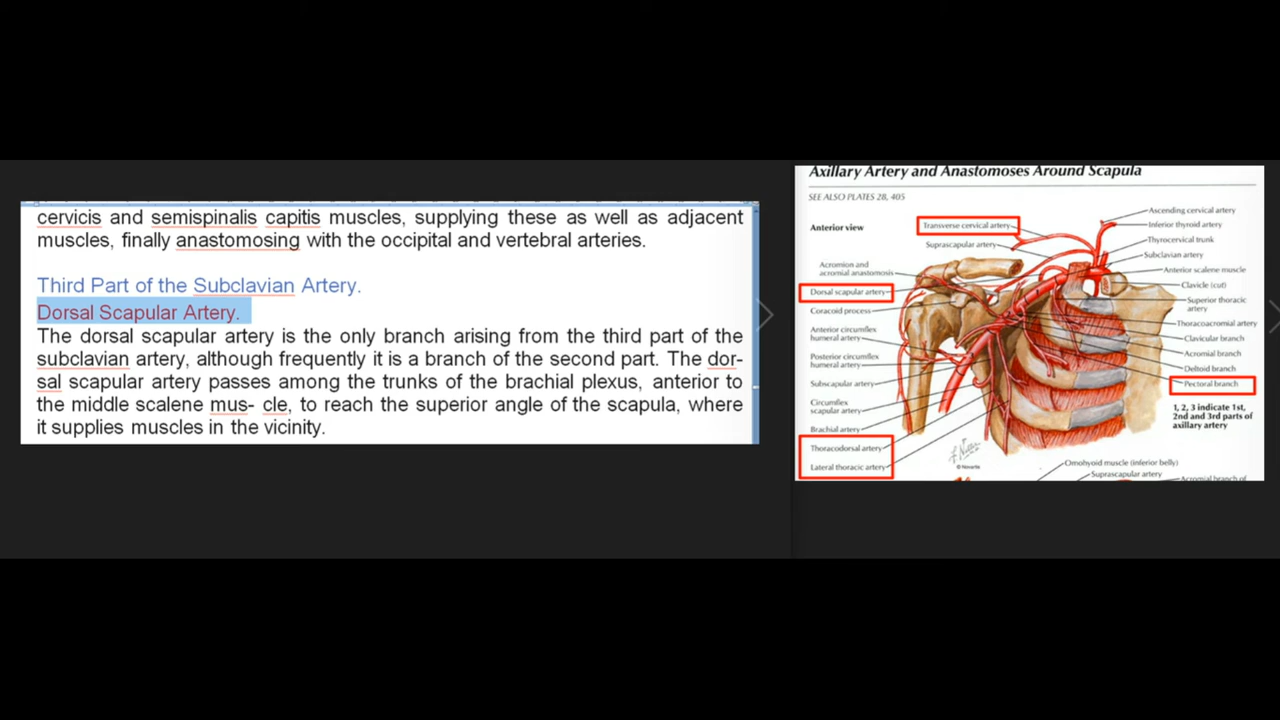 cervicis and semispinalis capitis muscles, supplying these as well as adjacent
muscles, finally anastomosing with the occipital and vertebral arteries.
Third Part of the Subclavian Artery.
Dorsal Scapular Artery.
The dorsal scapular artery is the only branch arising from the third part of the
subclavian artery, although frequently it is a branch of the second part. The dor-
sal scapular artery passes among the trunks of the brachial plexus, anterior to
the middle scalene mus- cle, to reach the superior angle of the scapula, where
it supplies muscles in the vicinity.
Axillary Artery and Anastomoses Around Scapula
SEE ALSO PLATES 28, 405
Anterior view
Transverse cervical artery
Suprascapular artery
Acromion and
acromial anastomosis
Dorsal scapular artery
Coracoid process
Anterior circumflex
humeral artery
Posterior circumflex
humeral artery
Subscapular artery
Circumflex
scapular artery
Brachial artery
Thoracodorsal artery
Lateral thoracic artery
Ascending cervical artery
Inferior thyroid artery
Thyrocervical trunk
Subclavian artery
Anterior scalene muscle
Clavicle (cut)
Superior thoracic
artery
Thoracoacromial artery
Clavicular branch
Acromial branch
Deltoid branch
Pectoral branch
1, 2, 3 indicate 1st,
2nd and 3rd parts of
axillary artery
© Novartis
Omohyoid muscle (inferior belly)
Suprascapular artery
Acromial branch of